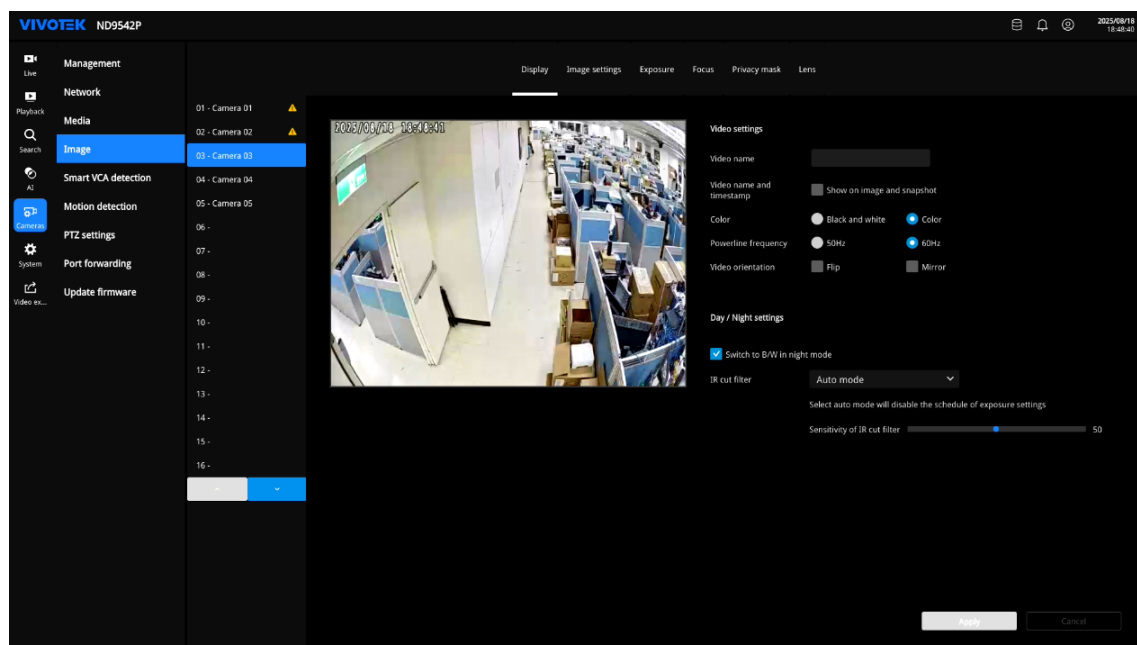 VIVOTEK ND9542P
2025/08/18
18:48:40
Live
Playback
Search
AI
Cameras
System
Video ex...
Management
Network
Media
Image
Smart VCA detection
Motion detection
PTZ settings
Port forwarding
Update firmware
01 - Camera 01
02 - Camera 02
03 - Camera 03
04 - Camera 04
05 - Camera 05
06 -
07 -
08 -
09 -
10 -
11 -
12 -
13 -
14 -
15 -
16 -
Display Image settings Exposure Focus Privacy mask Lens
2025/08/18 18:48:41
Video settings
Video name
Video name and
timestamp
Show on image and snapshot
Color Black and white Color
Powerline frequency 50Hz 60Hz
Video orientation Flip Mirror
Day / Night settings
Switch to B/W in night mode
IR cut filter Auto mode
Select auto mode will disable the schedule of exposure settings
Sensitivity of IR cut filter 50
Apply Cancel